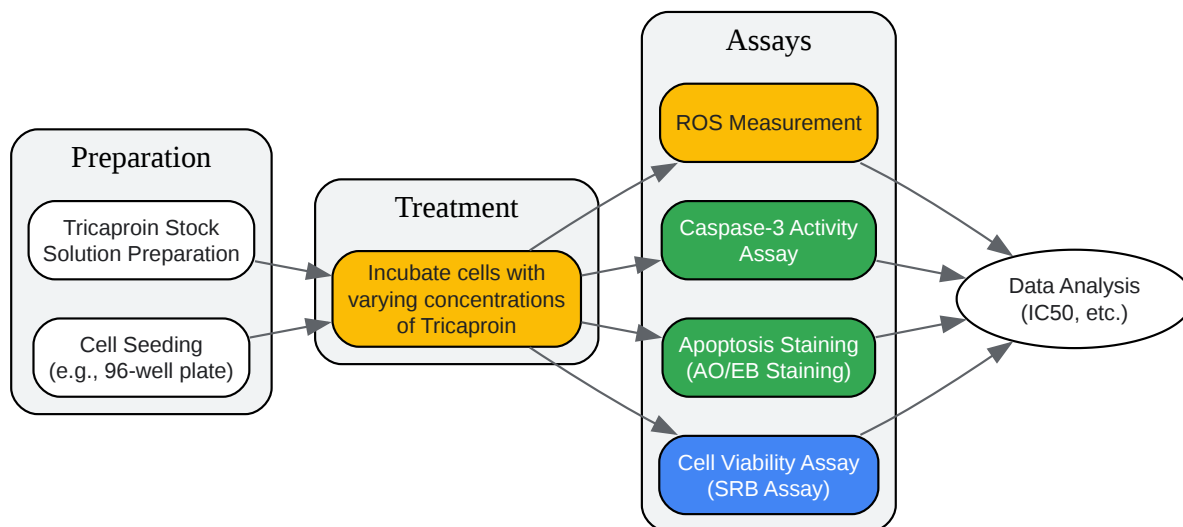 Preparation
Tricaproin Stock
Solution Preparation
Cell Seeding
(e.g., 96-well plate)
Treatment
Incubate cells with
varying concentrations
of Tricaproin
Assays
ROS Measurement
Caspase-3 Activity
Assay
Apoptosis Staining
(AO/EB Staining)
Cell Viability Assay
(SRB Assay)
Data Analysis
(IC50, etc.)